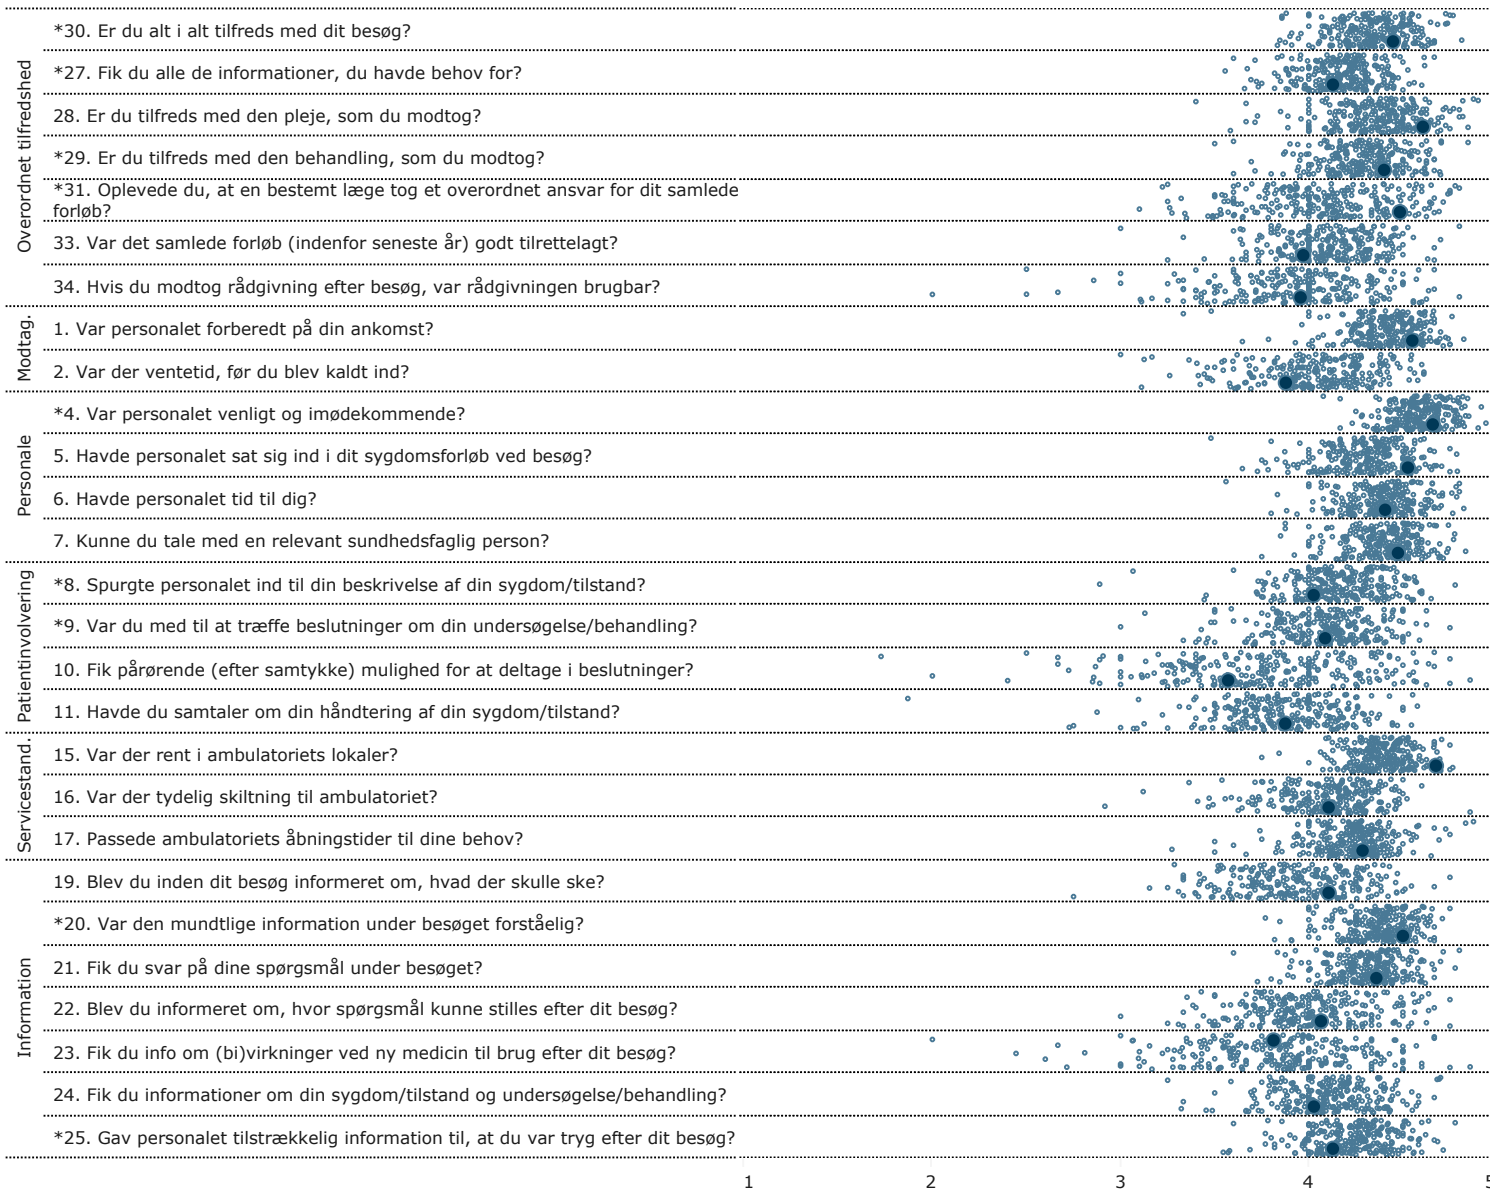 Overordnet tilfredshed
*30. Er du alt i alt tilfreds med dit besøg?
*27. Fik du alle de informationer, du havde behov for?
28. Er du tilfreds med den pleje, som du modtog?
*29. Er du tilfreds med den behandling, som du modtog?
*31. Oplevede du, at en bestemt læge tog et overordnet ansvar for dit samlede
forløb?
33. Var det samlede forløb (indenfor seneste år) godt tilrettelagt?
34. Hvis du modtog rådgivning efter besøg, var rådgivningen brugbar?
Modtag.
1. Var personalet forberedt på din ankomst?
2. Var der ventetid, før du blev kaldt ind?
Personale
*4. Var personalet venligt og imødekommende?
5. Havde personalet sat sig ind i dit sygdomsforløb ved besøg?
6. Havde personalet tid til dig?
7. Kunne du tale med en relevant sundhedsfaglig person?
Patientinvolvering
*8. Spurgte personalet ind til din beskrivelse af din sygdom/tilstand?
*9. Var du med til at træffe beslutninger om din undersøgelse/behandling?
10. Fik pårørende (efter samtykke) mulighed for at deltage i beslutninger?
11. Havde du samtaler om din håndtering af din sygdom/tilstand?
Servicestand.
15. Var der rent i ambulatoriets lokaler?
16. Var der tydelig skiltning til ambulatoriet?
17. Passede ambulatoriets åbningstider til dine behov?
Information
19. Blev du inden dit besøg informeret om, hvad der skulle ske?
*20. Var den mundtlige information under besøget forståelig?
21. Fik du svar på dine spørgsmål under besøget?
22. Blev du informeret om, hvor spørgsmål kunne stilles efter dit besøg?
23. Fik du info om (bi)virkninger ved ny medicin til brug efter dit besøg?
24. Fik du informationer om din sygdom/tilstand og undersøgelse/behandling?
*25. Gav personalet tilstrækkelig information til, at du var tryg efter dit besøg?
1 2 3 4 5